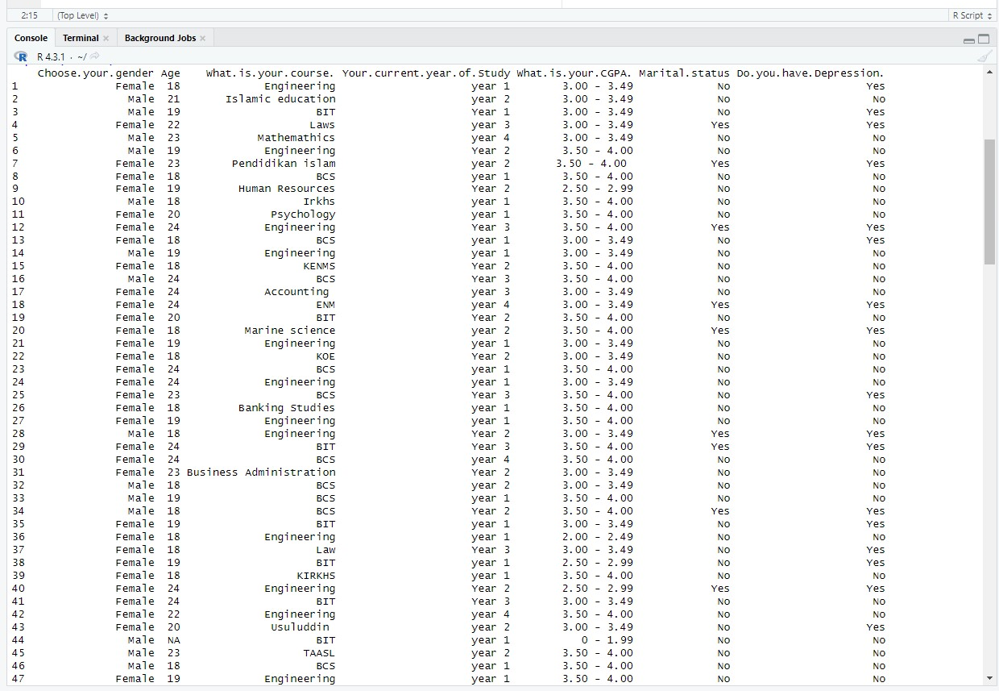 2:15 (Top Level) R Script
Console Terminal Background Jobs
R 4.3.1 · ~/
Choose.your.gender Age What.is.your.course. Your.current.year.of.Study What.is.your.CGPA. Marital.status Do.you.have.Depression.
1 Female 18 Engineering year 1 3.00 - 3.49 No Yes
2 Male 21 Islamic education year 2 3.00 - 3.49 No No
3 Male 19 BIT Year 1 3.00 - 3.49 No Yes
4 Female 22 Laws year 3 3.00 - 3.49 Yes Yes
5 Male 23 Mathemathics year 4 3.00 - 3.49 No No
6 Male 19 Engineering Year 2 3.50 - 4.00 No No
7 Female 23 Pendidikan islam year 2 3.50 - 4.00 Yes Yes
8 Female 18 BCS year 1 3.50 - 4.00 No No
9 Female 19 Human Resources Year 2 2.50 - 2.99 No No
10 Male 18 Irkhs year 1 3.50 - 4.00 No No
11 Female 20 Psychology year 1 3.50 - 4.00 No No
12 Female 24 Engineering Year 3 3.50 - 4.00 Yes Yes
13 Female 18 BCS year 1 3.00 - 3.49 No Yes
14 Male 19 Engineering year 1 3.00 - 3.49 No No
15 Female 18 KENMS Year 2 3.50 - 4.00 No No
16 Male 24 BCS Year 3 3.50 - 4.00 No No
17 Female 24 Accounting year 3 3.00 - 3.49 No No
18 Female 24 ENM year 4 3.00 - 3.49 Yes Yes
19 Female 20 BIT Year 2 3.50 - 4.00 No No
20 Female 18 Marine science year 2 3.50 - 4.00 Yes Yes
21 Female 19 Engineering year 1 3.00 - 3.49 No No
22 Female 18 KOE Year 2 3.00 - 3.49 No No
23 Female 24 BCS year 1 3.50 - 4.00 No No
24 Female 24 Engineering year 1 3.00 - 3.49 No No
25 Female 23 BCS Year 3 3.50 - 4.00 No Yes
26 Female 18 Banking Studies year 1 3.50 - 4.00 No No
27 Female 19 Engineering year 1 3.50 - 4.00 No No
28 Male 18 Engineering Year 2 3.00 - 3.49 Yes Yes
29 Female 24 BIT Year 3 3.50 - 4.00 Yes Yes
30 Female 24 BCS year 4 3.50 - 4.00 No No
31 Female 23 Business Administration Year 2 3.00 - 3.49 No No
32 Male 18 BCS year 2 3.00 - 3.49 No No
33 Male 19 BCS year 1 3.50 - 4.00 No No
34 Male 18 BCS Year 2 3.50 - 4.00 Yes Yes
35 Female 19 BIT year 1 3.00 - 3.49 No Yes
36 Female 18 Engineering year 1 2.00 - 2.49 No No
37 Female 18 Law Year 3 3.00 - 3.49 No Yes
38 Female 19 BIT year 1 2.50 - 2.99 No Yes
39 Female 18 KIRKHS year 1 3.50 - 4.00 No No
40 Female 24 Engineering Year 2 2.50 - 2.99 Yes Yes
41 Female 24 BIT Year 3 3.00 - 3.49 No No
42 Female 22 Engineering year 4 3.50 - 4.00 No No
43 Female 20 Usuluddin year 2 3.00 - 3.49 No Yes
44 Male NA BIT year 1 0 - 1.99 No No
45 Male 23 TAASL Year 2 3.50 - 4.00 No No
46 Male 18 BCS year 1 3.50 - 4.00 No No
47 Female 19 Engineering year 1 3.50 - 4.00 No No